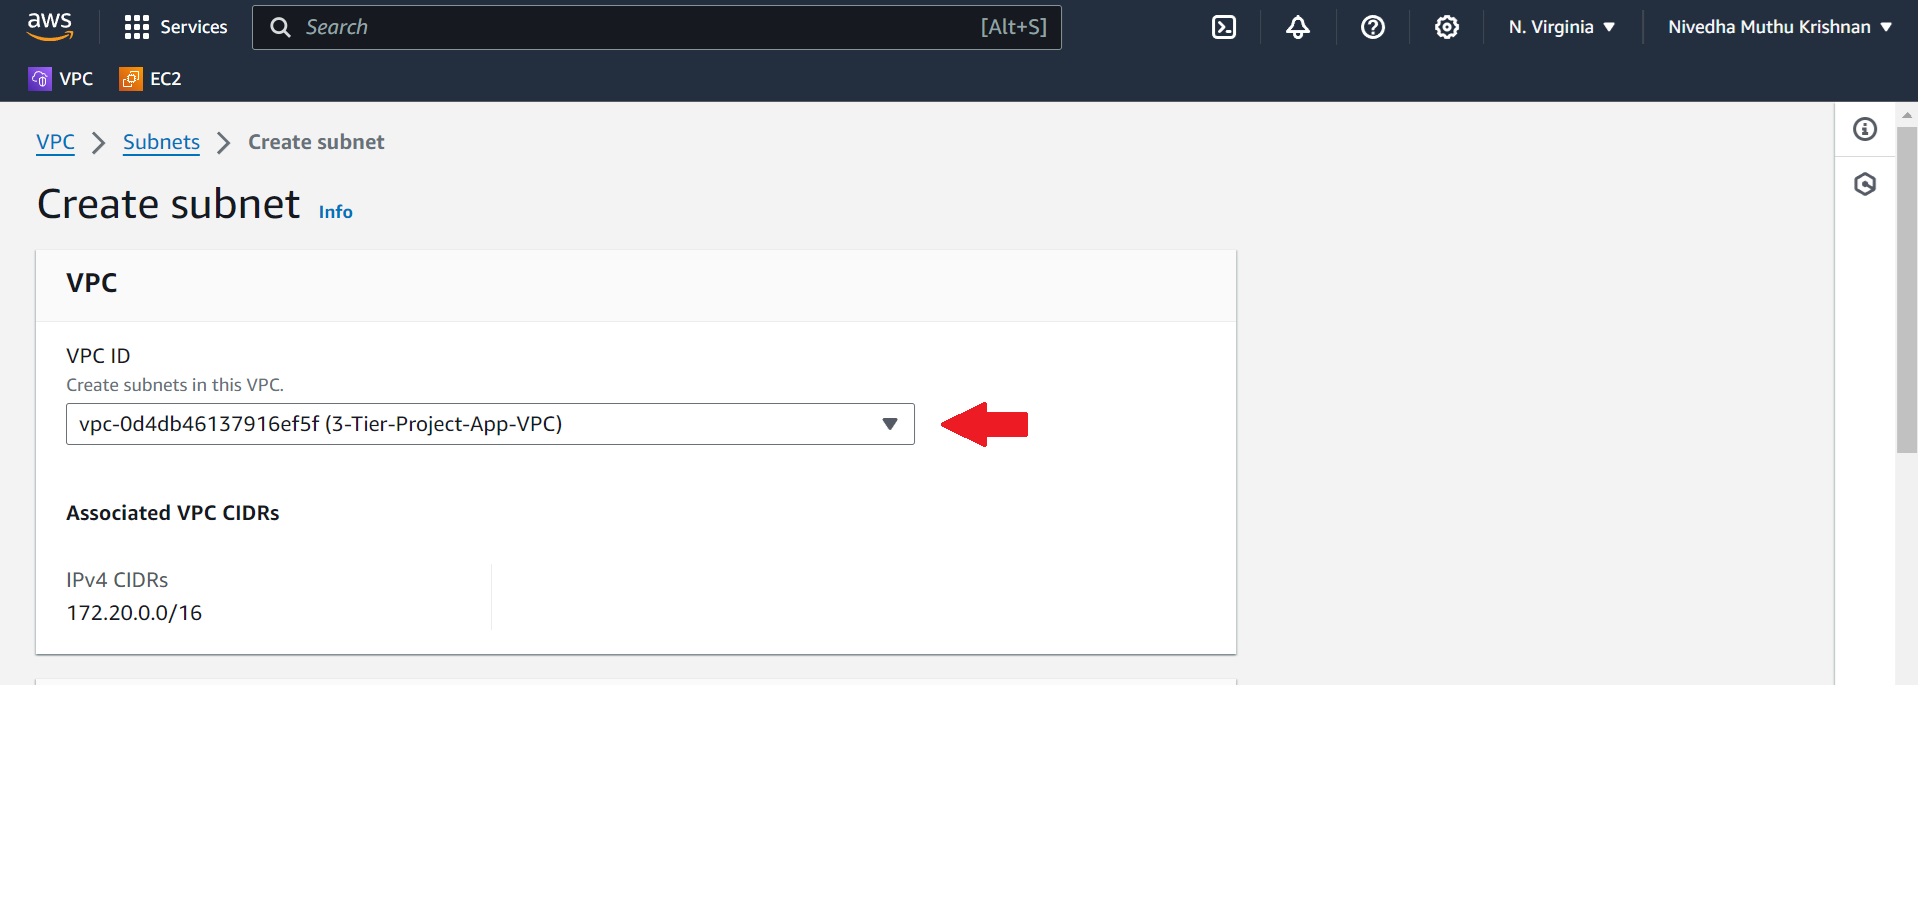 aws Services Search [Alt+S] N. Virginia Nivedha Muthu Krishnan
VPC EC2
VPC Subnets Create subnet
Create subnet Info
VPC
VPC ID
Create subnets in this VPC.
vpc-0d4db46137916ef5f (3-Tier-Project-App-VPC)
Associated VPC CIDRs
IPv4 CIDRs
172.20.0.0/16